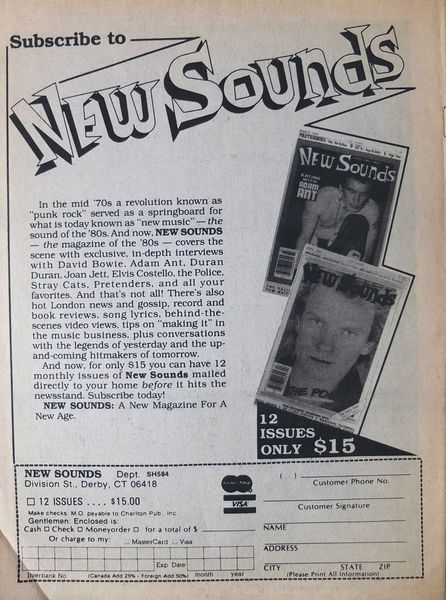 Subscribe to
NEW SOUNDS
PRETENDERS
NEW SOUNDS
EATING
WITH
ADAM
ANT
NEW SOUNDS
THE PO
In the mid '70s a revolution known as
"punk rock" served as a springboard for
what is today known as "new music" — the
sound of the '80s. And now, NEW SOUNDS
— the magazine of the '80s — covers the
scene with exclusive, in-depth interviews
with David Bowie, Adam Ant, Duran
Duran, Joan Jett, Elvis Costello, the Police,
Stray Cats, Pretenders, and all your
favorites. And that's not all! There's also
hot London news and gossip, record and
book reviews, song lyrics, behind-the-
scenes video views, tips on "making it" in
the music business, plus conversations
with the legends of yesterday and the up-
and-coming hitmakers of tomorrow.
And now, for only $15 you can have 12
monthly issues of New Sounds mailed
directly to your home before it hits the
newsstand. Subscribe today!
NEW SOUNDS: A New Magazine For A
New Age.
12
ISSUES
ONLY $15
NEW SOUNDS Dept. SH584
Division St., Derby, CT 06418
12 ISSUES .... $15.00
Make checks, M.O. payable to Charlton Pub., Inc.
Gentlemen: Enclosed is:
Cash Check Moneyorder for a total of $
Or charge to my: MasterCard Visa
Exp. Date
Interbank No (Canada Add 25% - Foreign Add 50%) month year
VISA
( )
Customer Phone No.
Customer Signature
NAME
ADDRESS
CITY STATE ZIP
(Please Print All Information)